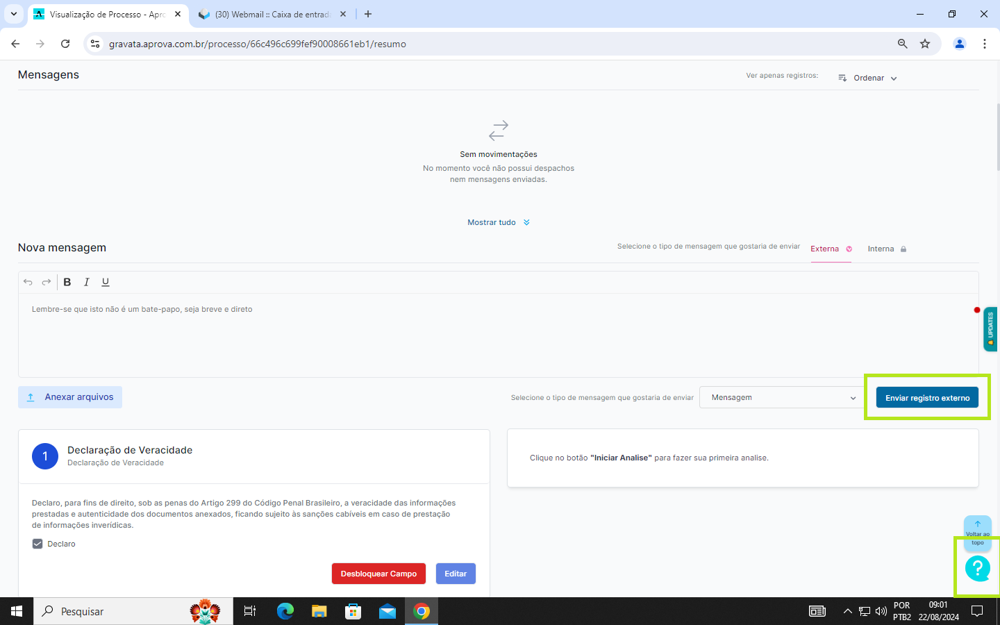 Visualização de Processo - Apro
(30) Webmail :: Caixa de entrada
gravata.aprova.com.br/processo/66c496c699fef90008661eb1/resumo
Mensagens
Ver apenas registros:
Ordenar
Sem movimentações
No momento você não possui despachos
nem mensagens enviadas.
Mostrar tudo
Nova mensagem
Selecione o tipo de mensagem que gostaria de enviar
Externa
Interna
B I U
Lembre-se que isto não é um bate-papo, seja breve e direto
UPDATES
Anexar arquivos
Selecione o tipo de mensagem que gostaria de enviar
Mensagem
Enviar registro externo
1
Declaração de Veracidade
Declaração de Veracidade
Clique no botão "Iniciar Analise" para fazer sua primeira analise.
Declaro, para fins de direito, sob as penas do Artigo 299 do Código Penal Brasileiro, a veracidade das informações
prestadas e autenticidade dos documentos anexados, ficando sujeito às sanções cabíveis em caso de prestação
de informações inverídicas.
Declaro
Voltar ao
topo
?
Desbloquear Campo
Editar
Pesquisar
POR
PTB2
09:01
22/08/2024